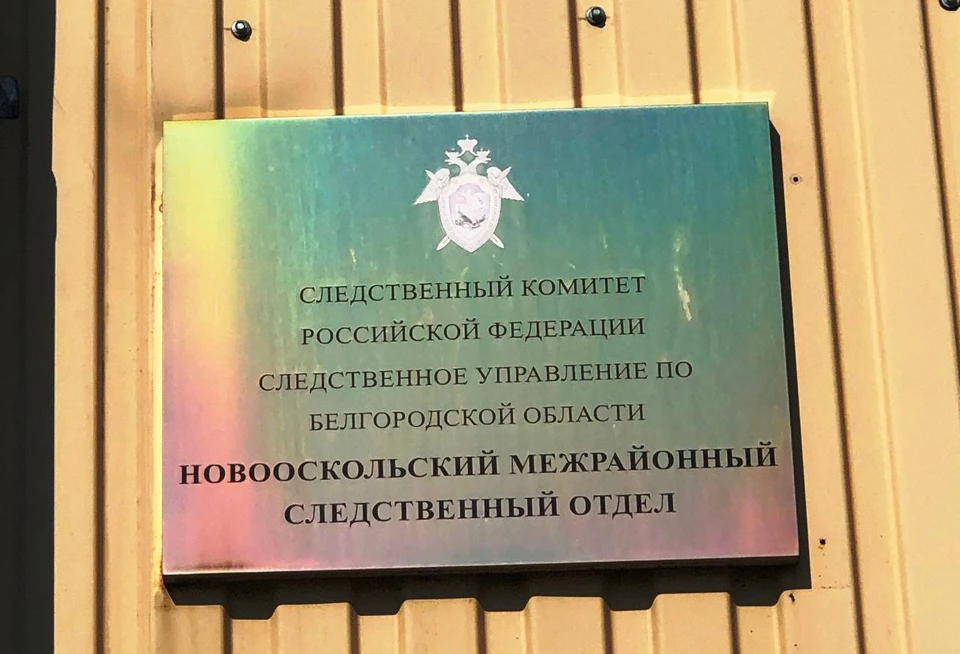 СЛЕДСТВЕННЫЙ КОМИТЕТ
РОССИЙСКОЙ ФЕДЕРАЦИИ
СЛЕДСТВЕННОЕ УПРАВЛЕНИЕ ПО
БЕЛГОРОДСКОЙ ОБЛАСТИ
НОВООСКОЛЬСКИЙ МЕЖРАЙОННЫЙ
СЛЕДСТВЕННЫЙ ОТДЕЛ